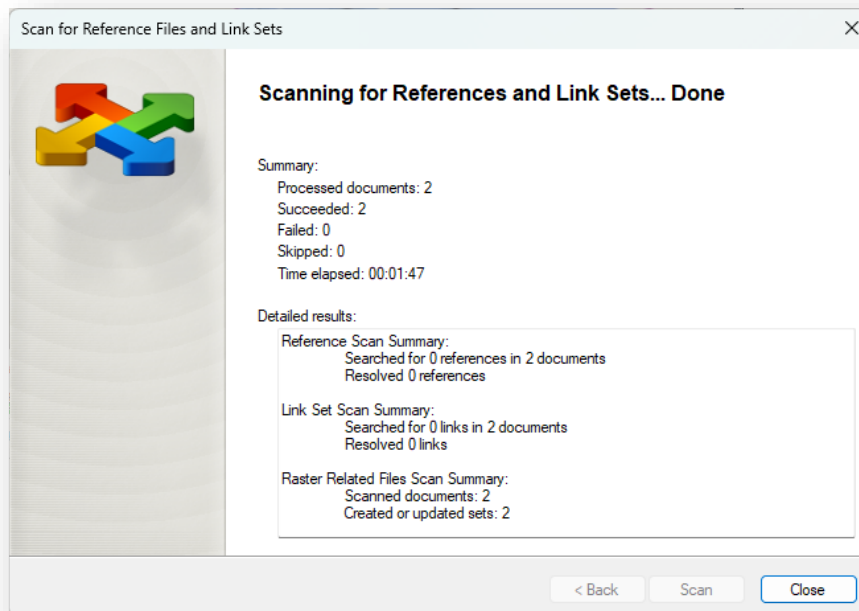 Scan for Reference Files and Link Sets
Scanning for References and Link Sets... Done
Summary:
Processed documents: 2
Succeeded: 2
Failed: 0
Skipped: 0
Time elapsed: 00:01:47
Detailed results:
Reference Scan Summary:
Searched for 0 references in 2 documents
Resolved 0 references
Link Set Scan Summary:
Searched for 0 links in 2 documents
Resolved 0 links
Raster Related Files Scan Summary:
Scanned documents: 2
Created or updated sets: 2
< Back Scan Close